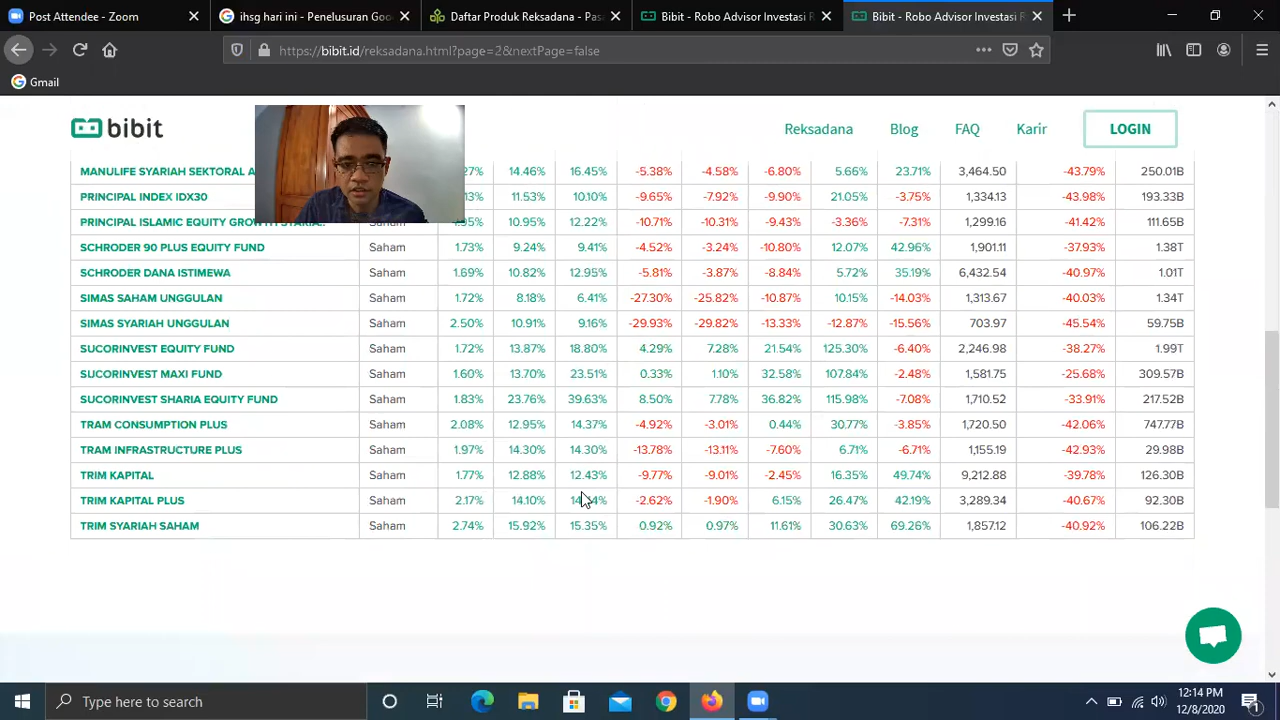 Post Attendee - Zoom
ihsg hari ini - Penelusuran Goo
Daftar Produk Reksadana - Pasa
Bibit - Robo Advisor Investasi R
Bibit - Robo Advisor Investasi R
https://bibit.id/reksadana.html?page=2&nextPage=false
Gmail
bibit
Reksadana Blog FAQ Karir LOGIN
MANULIFE SYARIAH SEKTORAL A 14.46% 16.45% -5.38% -4.58% -6.80% 5.66% 23.71% 3,464.50 -43.79% 250.01B
PRINCIPAL INDEX IDX30 11.53% 10.10% -9.65% -7.92% -9.90% 21.05% -3.75% 1,334.13 -43.98% 193.33B
PRINCIPAL ISLAMIC EQUITY Saham 10.95% 12.22% -10.71% -10.31% -9.43% -3.36% -7.31% 1,299.16 -41.42% 111.65B
SCHRODER 90 PLUS EQUITY FUND Saham 1.73% 9.24% 9.41% -4.52% -3.24% -10.80% 12.07% 42.96% 1,901.11 -37.93% 1.38T
SCHRODER DANA ISTIMEWA Saham 1.69% 10.82% 12.95% -5.81% -3.87% -8.84% 5.72% 35.19% 6,432.54 -40.97% 1.01T
SIMAS SAHAM UNGGULAN Saham 1.72% 8.18% 6.41% -27.30% -25.82% -10.87% 10.15% -14.03% 1,313.67 -40.03% 1.34T
SIMAS SYARIAH UNGGULAN Saham 2.50% 10.91% 9.16% -29.93% -29.82% -13.33% -12.87% -15.56% 703.97 -45.54% 59.75B
SUCORINVEST EQUITY FUND Saham 1.72% 13.87% 18.80% 4.29% 7.28% 21.54% 125.30% -6.40% 2,246.98 -38.27% 1.99T
SUCORINVEST MAXI FUND Saham 1.60% 13.70% 23.51% 0.33% 1.10% 32.58% 107.84% -2.48% 1,581.75 -25.68% 309.57B
SUCORINVEST SHARIA EQUITY FUND Saham 1.83% 23.76% 39.63% 8.50% 7.78% 36.82% 115.98% -7.08% 1,710.52 -33.91% 217.52B
TRAM CONSUMPTION PLUS Saham 2.08% 12.95% 14.37% -4.92% -3.01% 0.44% 30.77% -3.85% 1,720.50 -42.06% 747.77B
TRAM INFRASTRUCTURE PLUS Saham 1.97% 14.30% 14.30% -13.78% -13.11% -7.60% 6.71% -6.71% 1,155.19 -42.93% 29.98B
TRIM KAPITAL Saham 1.77% 12.88% 12.43% -9.77% -9.01% -2.45% 16.35% 49.74% 9,212.88 -39.78% 126.30B
TRIM KAPITAL PLUS Saham 2.17% 14.10% -2.62% -1.90% 6.15% 26.47% 42.19% 3,289.34 -40.67% 92.30B
TRIM SYARIAH SAHAM Saham 2.74% 15.92% 15.35% 0.92% 0.97% 11.61% 30.63% 69.26% 1,857.12 -40.92% 106.22B
Type here to search
12:14 PM
12/8/2020
1